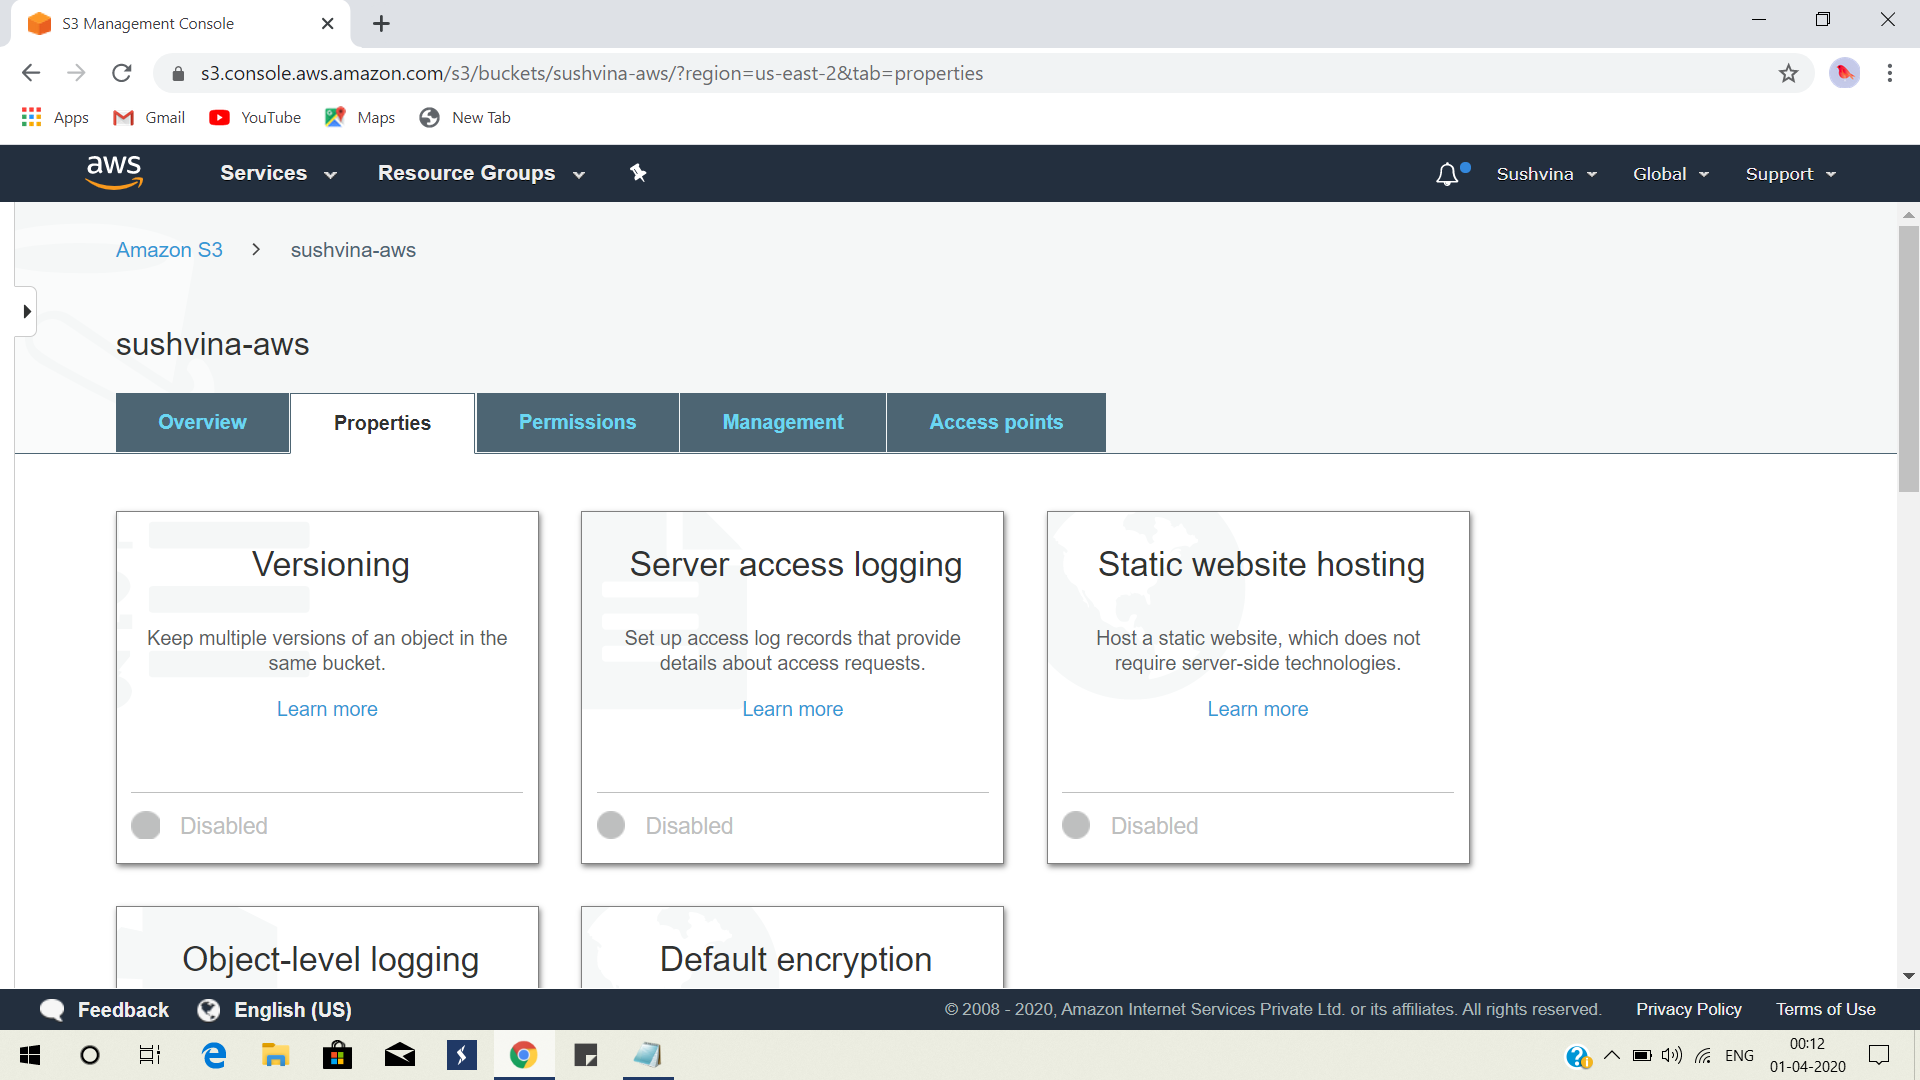 S3 Management Console
s3.console.aws.amazon.com/s3/buckets/sushvina-aws/?region=us-east-2&tab=properties
Apps Gmail YouTube Maps New Tab
aws Services Resource Groups Sushvina Global Support
Amazon S3 > sushvina-aws
sushvina-aws
Overview Properties Permissions Management Access points
Versioning
Keep multiple versions of an object in the
same bucket.
Learn more
Disabled
Server access logging
Set up access log records that provide
details about access requests.
Learn more
Disabled
Static website hosting
Host a static website, which does not
require server-side technologies.
Learn more
Disabled
Object-level logging
Default encryption
Feedback English (US) © 2008 - 2020, Amazon Internet Services Private Ltd. or its affiliates. All rights reserved. Privacy Policy Terms of Use
ENG
00:12
01-04-2020